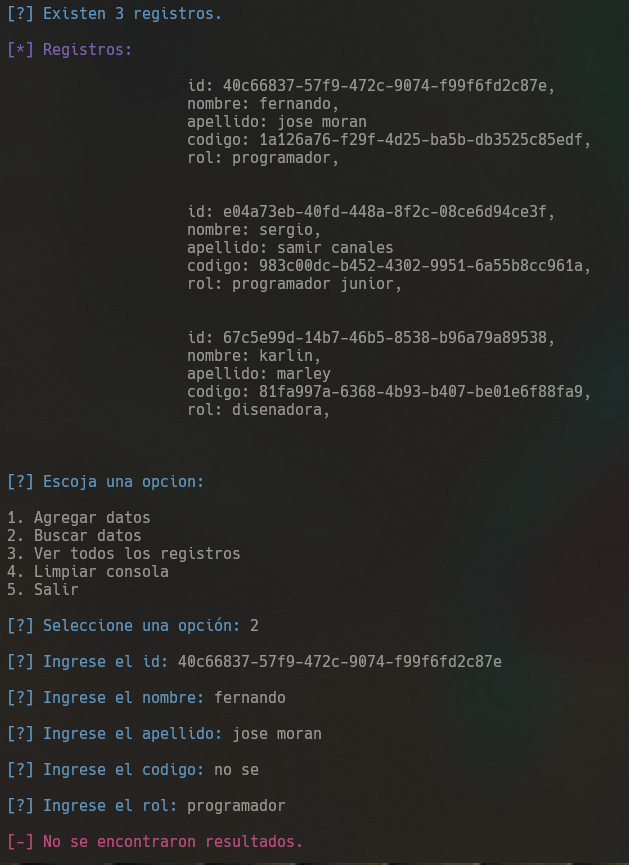 [?] Existen 3 registros.
[*] Registros:
id: 40c66837-57f9-472c-9074-f99f6fd2c87e,
nombre: fernando,
apellido: jose moran
codigo: 1a126a76-f29f-4d25-ba5b-db3525c85edf,
rol: programador,
id: e04a73eb-40fd-448a-8f2c-08ce6d94ce3f,
nombre: sergio,
apellido: samir canales
codigo: 983c00dc-b452-4302-9951-6a55b8cc961a,
rol: programador junior,
id: 67c5e99d-14b7-46b5-8538-b96a79a89538,
nombre: karlin,
apellido: marley
codigo: 81fa997a-6368-4b93-b407-be01e6f88fa9,
rol: disenadora,
[?] Escoja una opcion:
1. Agregar datos
2. Buscar datos
3. Ver todos los registros
4. Limpiar consola
5. Salir
[?] Seleccione una opción: 2
[?] Ingrese el id: 40c66837-57f9-472c-9074-f99f6fd2c87e
[?] Ingrese el nombre: fernando
[?] Ingrese el apellido: jose moran
[?] Ingrese el codigo: no se
[?] Ingrese el rol: programador
[-] No se encontraron resultados.